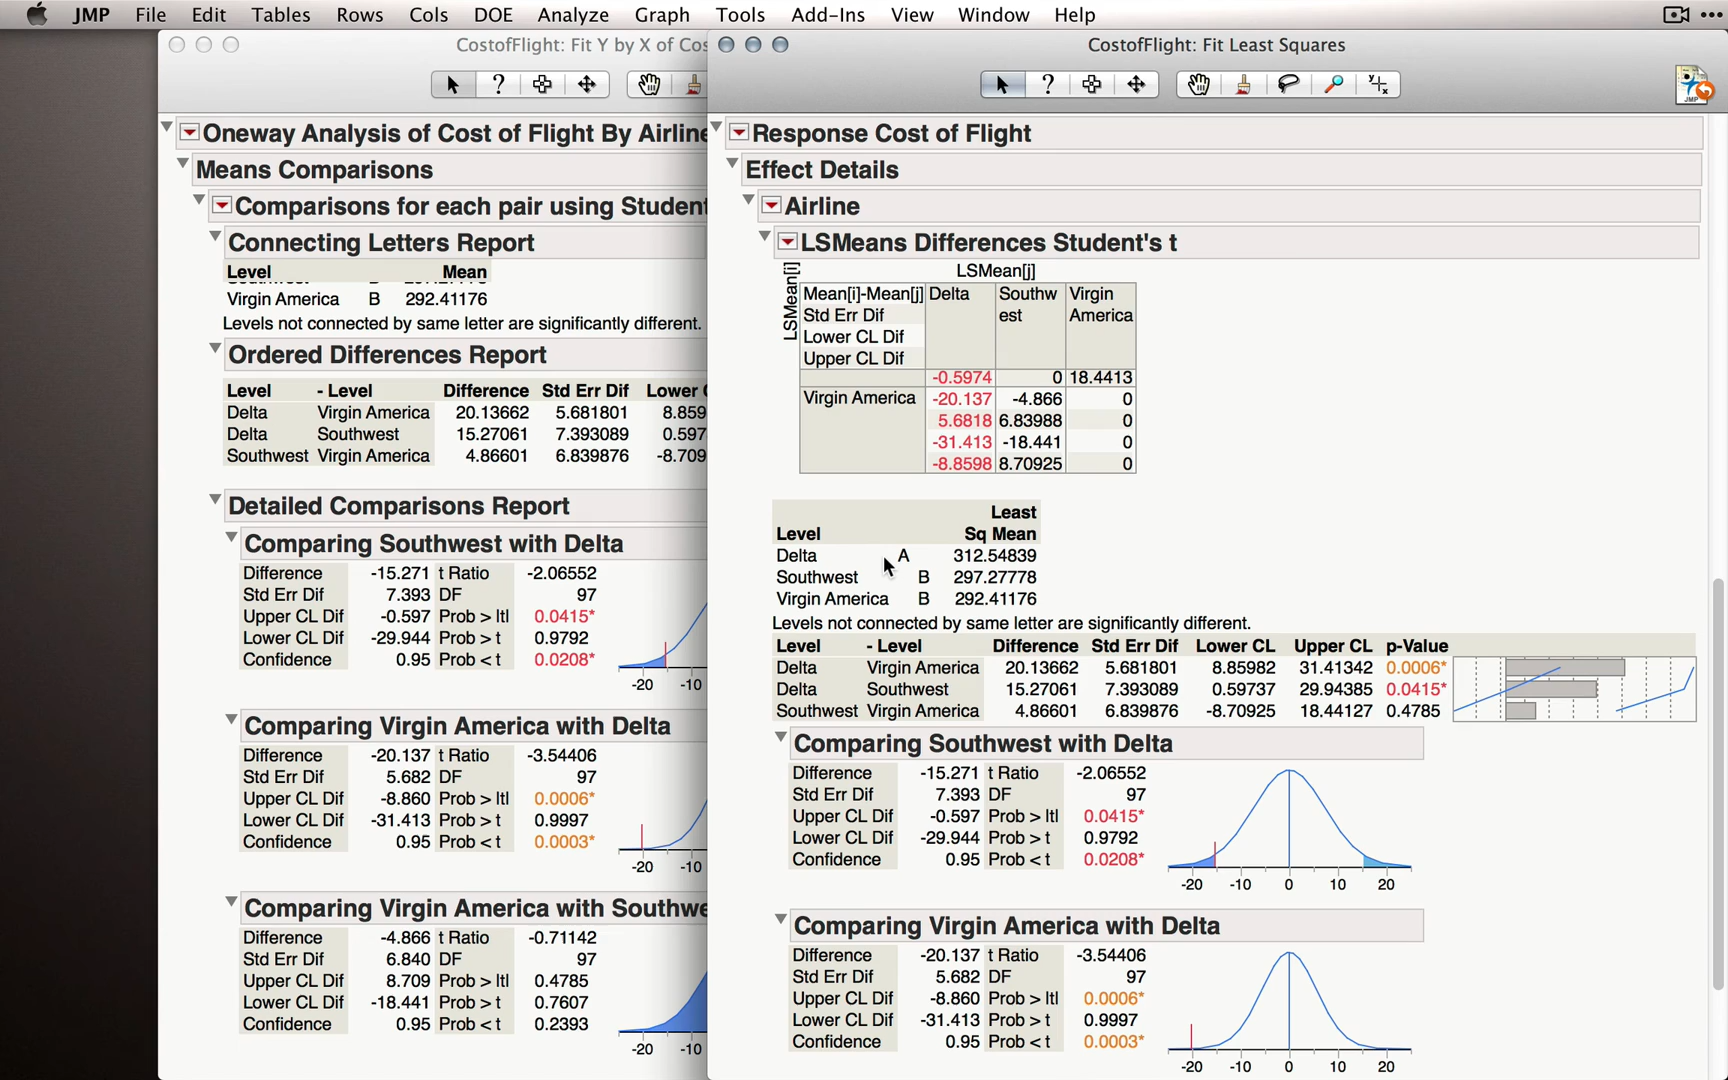 JMP File Edit Tables Rows Cols DOE Analyze Graph Tools Add-Ins View Window Help
CostofFlight: Fit Y by X of Cos
Oneway Analysis of Cost of Flight By Airline
Means Comparisons
Comparisons for each pair using Student
Connecting Letters Report
Level Mean
Virgin America B 292.41176
Levels not connected by same letter are significantly different.
Ordered Differences Report
Level - Level Difference Std Err Dif Lower C
Delta Virgin America 20.13662 5.681801 8.859
Delta Southwest 15.27061 7.393089 0.597
Southwest Virgin America 4.86601 6.839876 -8.709
Detailed Comparisons Report
Comparing Southwest with Delta
Difference -15.271 t Ratio -2.06552
Std Err Dif 7.393 DF 97
Upper CL Dif -0.597 Prob > |t| 0.0415*
Lower CL Dif -29.944 Prob > t 0.9792
Confidence 0.95 Prob < t 0.0208*
-20 -10
Comparing Virgin America with Delta
Difference -20.137 t Ratio -3.54406
Std Err Dif 5.682 DF 97
Upper CL Dif -8.860 Prob > |t| 0.0006*
Lower CL Dif -31.413 Prob > t 0.9997
Confidence 0.95 Prob < t 0.0003*
-20 -10
Comparing Virgin America with Southwe
Difference -4.866 t Ratio -0.71142
Std Err Dif 6.840 DF 97
Upper CL Dif 8.709 Prob > |t| 0.4785
Lower CL Dif -18.441 Prob > t 0.7607
Confidence 0.95 Prob < t 0.2393
-20 -10
CostofFlight: Fit Least Squares
JMP
Response Cost of Flight
Effect Details
Airline
LSMeans Differences Student's t
LSMean[i]
LSMean[j]
Mean[i]-Mean[j] Delta Southw Virgin
Std Err Dif est America
Lower CL Dif
Upper CL Dif
-0.5974 0 18.4413
Virgin America -20.137 -4.866 0
5.6818 6.83988 0
-31.413 -18.441 0
-8.8598 8.70925 0
Least
Level Sq Mean
Delta A 312.54839
Southwest B 297.27778
Virgin America B 292.41176
Levels not connected by same letter are significantly different.
Level - Level Difference Std Err Dif Lower CL Upper CL p-Value
Delta Virgin America 20.13662 5.681801 8.85982 31.41342 0.0006*
Delta Southwest 15.27061 7.393089 0.59737 29.94385 0.0415*
Southwest Virgin America 4.86601 6.839876 -8.70925 18.44127 0.4785
Comparing Southwest with Delta
Difference -15.271 t Ratio -2.06552
Std Err Dif 7.393 DF 97
Upper CL Dif -0.597 Prob > |t| 0.0415*
Lower CL Dif -29.944 Prob > t 0.9792
Confidence 0.95 Prob < t 0.0208*
-20 -10 0 10 20
Comparing Virgin America with Delta
Difference -20.137 t Ratio -3.54406
Std Err Dif 5.682 DF 97
Upper CL Dif -8.860 Prob > |t| 0.0006*
Lower CL Dif -31.413 Prob > t 0.9997
Confidence 0.95 Prob < t 0.0003*
-20 -10 0 10 20